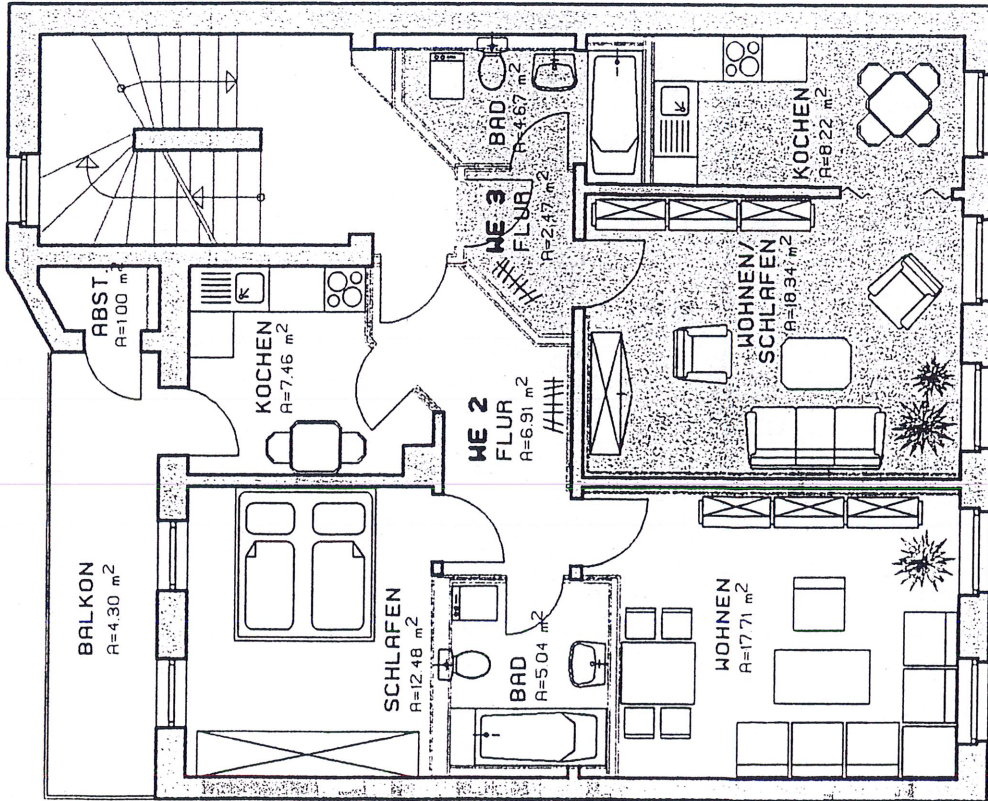 BAD
A=4.67 m²
KOCHEN
A=8.22 m²
WE 3
FLUR
A=2.47 m²
WOHNEN/
SCHLAFEN
A=18.34 m²
ABST.
A=1.00 m²
KOCHEN
A=7.46 m²
WE 2
FLUR
A=6.91 m²
BALKON
A=4.30 m²
SCHLAFEN
A=12.48 m²
BAD
A=5.04 m²
WOHNEN
A=17.71 m²